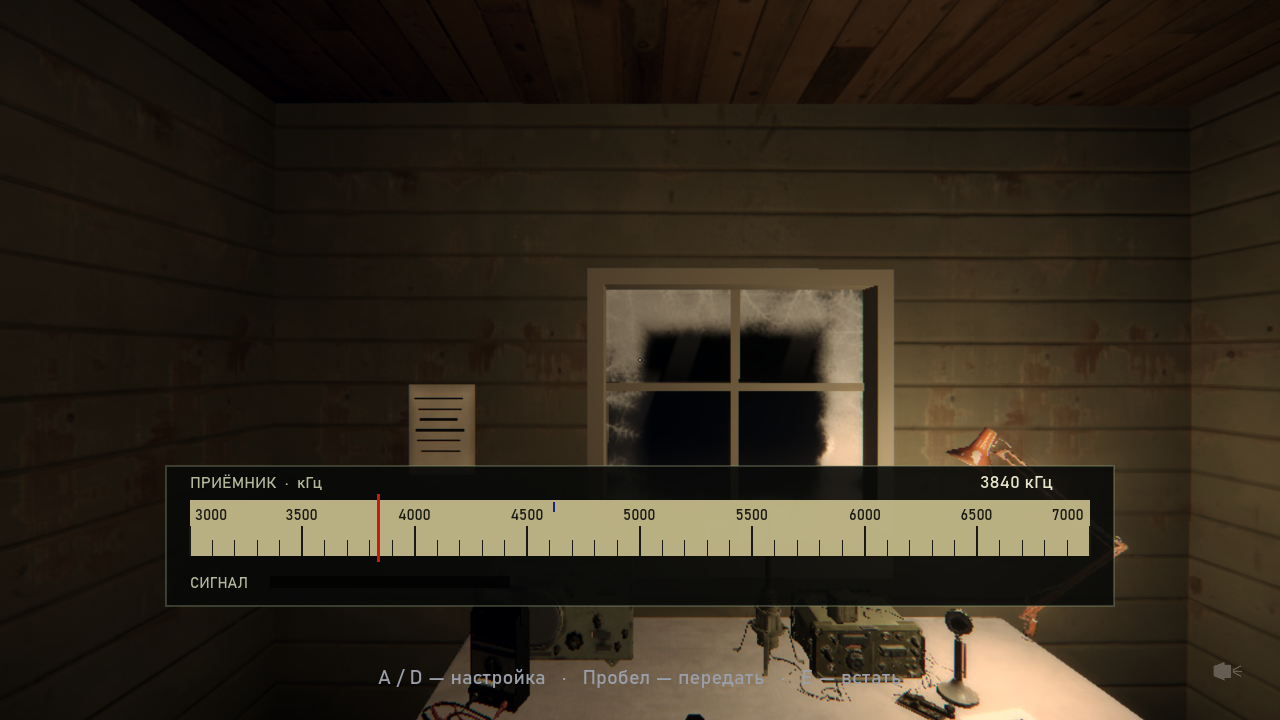 ПРИЁМНИК · кГц
3840 кГц
3000 3500 4000 4500 5000 5500 6000 6500 7000
СИГНАЛ
A / D — настройка · Пробел — передать · E — встать